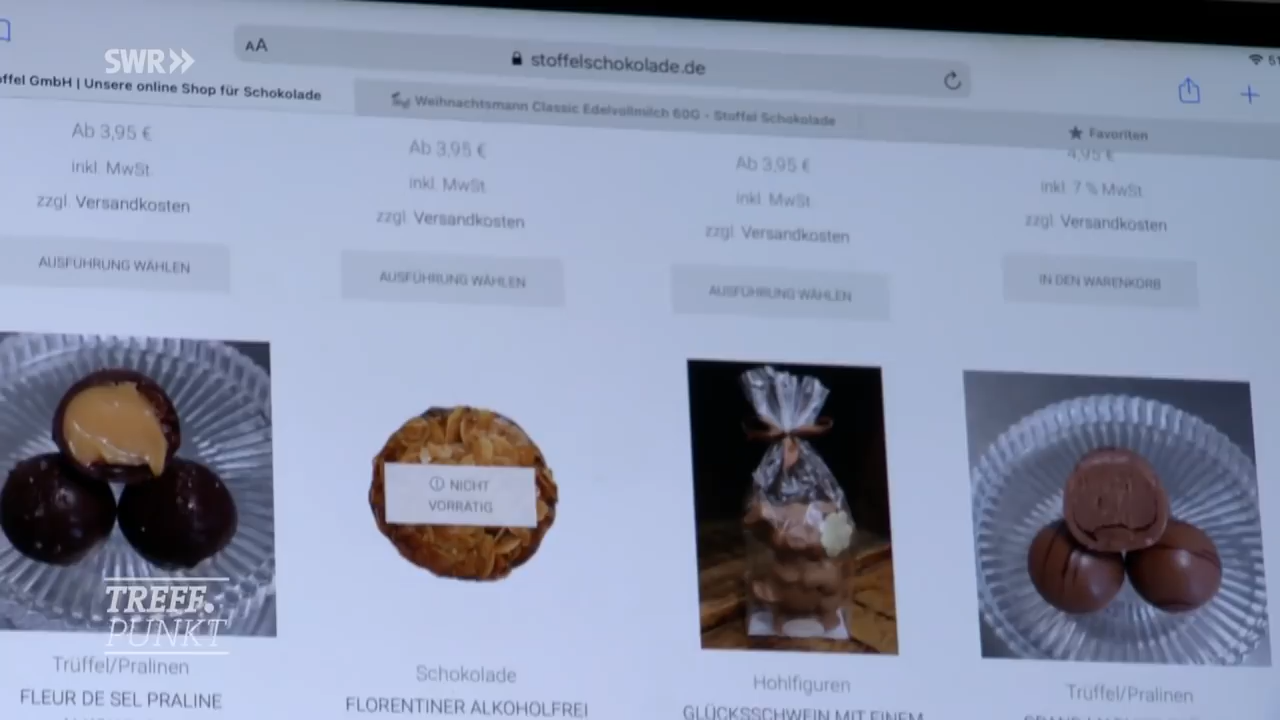 SWR
AA
stoffelschokolade.de
offel GmbH | Unsere online Shop für Schokolade
Weihnachtsmann Classic Edelvollmilch 60G - Stoffel Schokolade
Favoriten
Ab 3,95 €
inkl. MwSt.
zzgl. Versandkosten
AUSFÜHRUNG WÄHLEN
Ab 3,95 €
inkl. MwSt.
zzgl. Versandkosten
AUSFÜHRUNG WÄHLEN
Ab 3,95 €
inkl. MwSt.
zzgl. Versandkosten
AUSFÜHRUNG WÄHLEN
4,95 €
inkl. 7 % MwSt.
zzgl. Versandkosten
IN DEN WARENKORB
NICHT
VORRÄTIG
TREFF.
PUNKT
Trüffel/Pralinen
FLEUR DE SEL PRALINE
Schokolade
FLORENTINER ALKOHOLFREI
Hohlfiguren
GLÜCKSSCHWEIN MIT EINEM
Trüffel/Pralinen